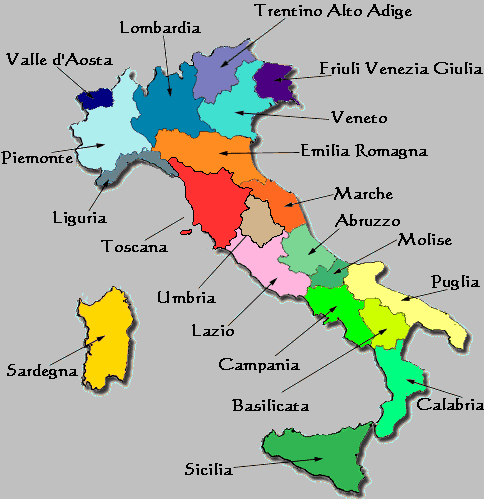 Trentino Alto Adige
Lombardia
Valle d'Aosta
Friuli Venezia Giulia
Veneto
Piemonte
Emilia Romagna
Marche
Liguria
Abruzzo
Toscana
Molise
Puglia
Umbria
Lazio
Campania
Sardegna
Basilicata
Calabria
Sicilia